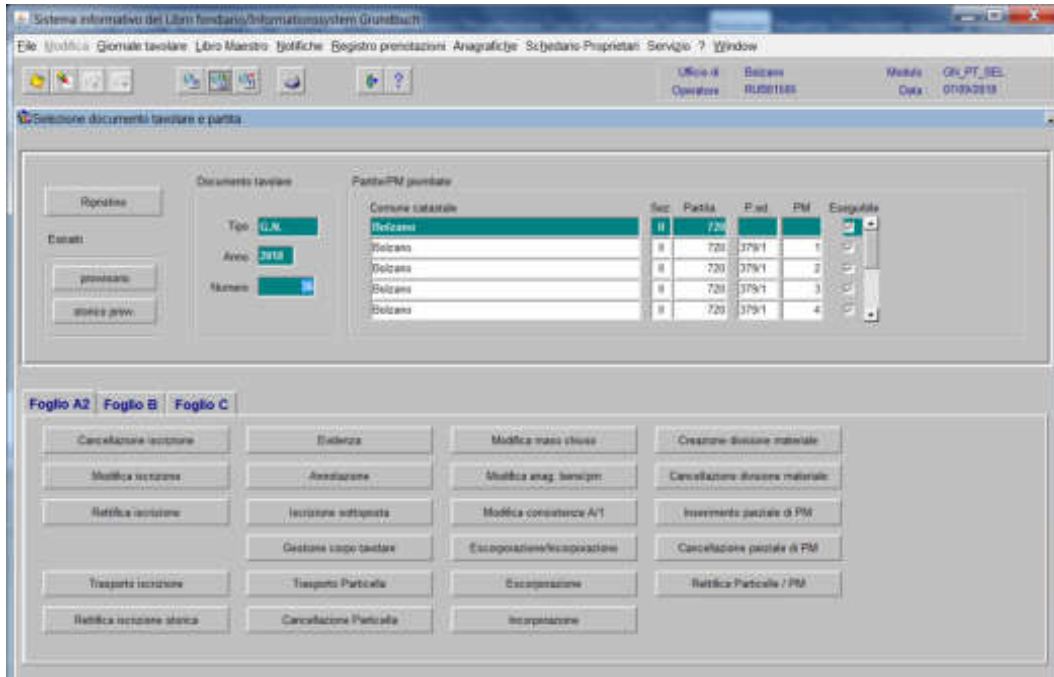 Sistema informativo del Libro fondiario/Informationssystem Grundbuch
File Modifica Giornale tavolare Libro Maestro Notifiche Registro prenotazioni Anagrafiche Schedario Proprietari Servizio ? Window
Ufficio di Bolzano Modulo GN_PT_SEL
Operatore Data 07/09/2018
Selezione documento tavolare e partita
Documento tavolare Partite/PM piombate
Ripristina Comune catastale Sez Partita P.ed. PM Eseguibile
Tipo G.N. Bolzano II 720
Estratti Bolzano II 720 379/1 1
Anno 2018
provvisorio Bolzano II 720 379/1 2
Numero Bolzano II 720 379/1 3
storico prov. Bolzano II 720 379/1 4
Foglio A2 Foglio B Foglio C
Cancellazione iscrizione Evidenza Modifica maso chiuso Creazione divisione materiale
Modifica iscrizione Annotazione Modifica anag. bene/pm Cancellazione divisione materiale
Rettifica iscrizione Iscrizione sottoposta Modifica consistenza A/1 Inserimento parziale di PM
Gestione corpo tavolare Escorporazione/Incorporazione Cancellazione parziale di PM
Trasporto iscrizione Trasporto Particella Escorporazione Rettifica Particelle / PM
Rettifica iscrizione storica Cancellazione Particella Incorporazione